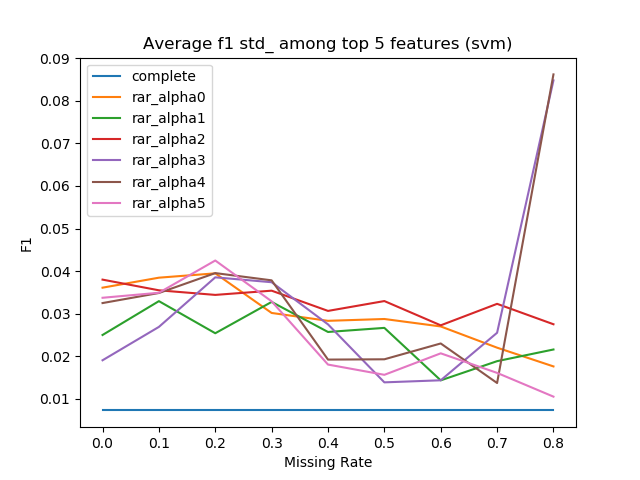 Average f1 std_ among top 5 features (svm)
0.09
0.08
0.07
0.06
0.05
0.04
0.03
0.02
0.01
F1
complete
rar_alpha0
rar_alpha1
rar_alpha2
rar_alpha3
rar_alpha4
rar_alpha5
0.0 0.1 0.2 0.3 0.4 0.5 0.6 0.7 0.8
Missing Rate